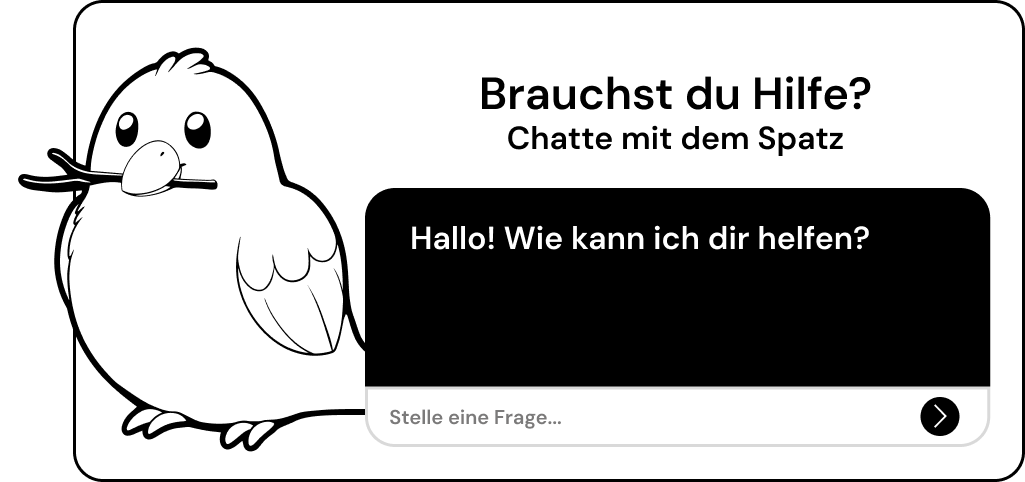 Brauchst du Hilfe?
Chatte mit dem Spatz
Hallo! Wie kann ich dir helfen?
Stelle eine Frage...